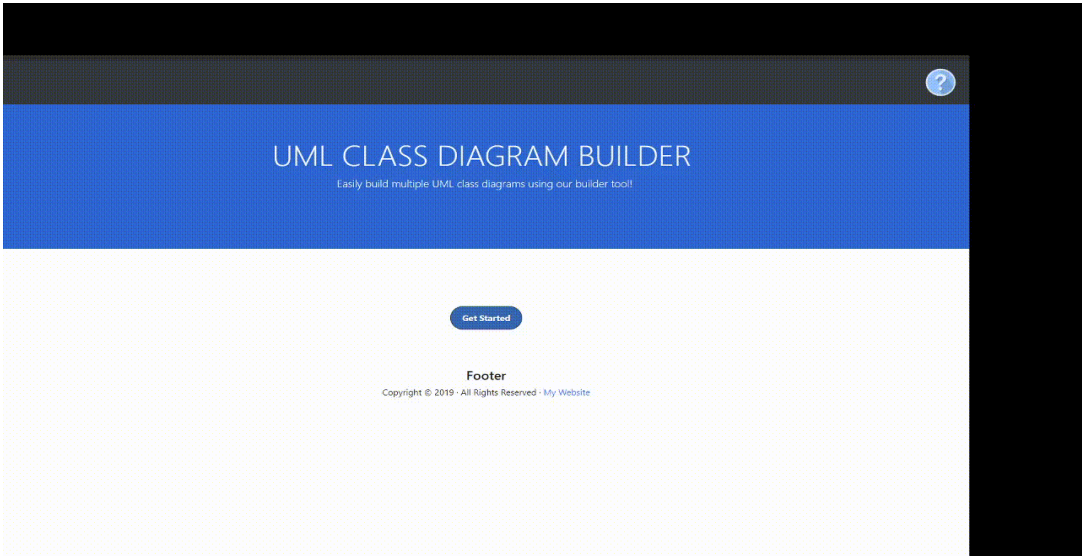 ?
UML CLASS DIAGRAM BUILDER
Easily build multiple UML class diagrams using our builder tool!
Get Started
Footer
Copyright © 2019 · All Rights Reserved · My Website